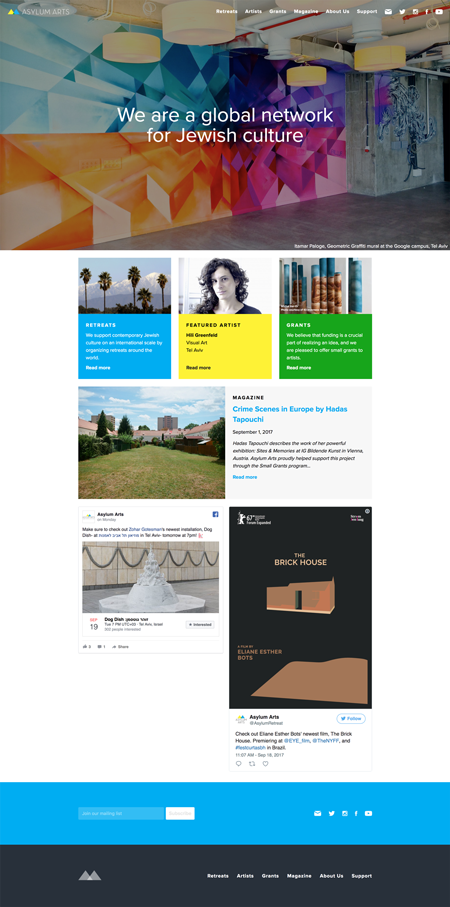 ASYLUM ARTS
Retreats Artists Grants Magazine About Us Support
We are a global network
for Jewish culture
Itamar Paloge, Geometric Graffiti mural at the Google campus, Tel Aviv
RETREATS
We support contemporary Jewish
culture on an international scale by
organizing retreats around the
world.
Read more
FEATURED ARTIST
Hili Greenfeld
Visual Art
Tel Aviv
Read more
GRANTS
We believe that funding is a crucial
part of realizing an idea, and we
are pleased to offer small grants to
artists.
Read more
MAGAZINE
Crime Scenes in Europe by Hadas
Tapouchi
September 1, 2017
Hadas Tapouchi describes the work of her powerful
exhibition: Sites & Memories at IG Bildende Kunst in Vienna,
Austria. Asylum Arts proudly helped support this project
through the Small Grants program...
Read more
Asylum Arts
on Monday
Make sure to check out Zohar Gotesman's newest installation, Dog
Dish- at מוזיאון תל אביב לאמנות in Tel Aviv- tomorrow at 7pm!
SEP
19
Dog Dish
Tue 7 PM UTC+03 · Tel Aviv, Israel
Interested
Share
67
Forum Expanded
THE
BRICK HOUSE
A FILM BY
ELIANE ESTHER
BOTS
Asylum Arts
@AsylumRetreat
Follow
Check out Eliane Esther Bots' newest film, The Brick
House. Premiering at @EYE_film, @TheNYFF, and
#festcurtasbh in Brazil.
11:07 AM - Sep 18, 2017
Join our mailing list
Subscribe
Retreats Artists Grants Magazine About Us Support